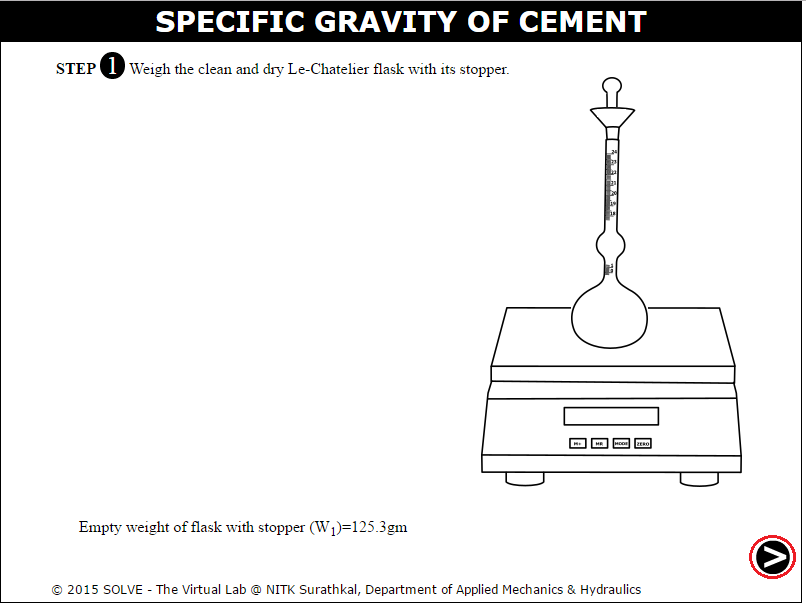 SPECIFIC GRAVITY OF CEMENT
STEP 1 Weigh the clean and dry Le-Chatelier flask with its stopper.
24
23
22
21
20
19
18
M+ MR MODE ZERO
Empty weight of flask with stopper (W1)=125.3gm
>
© 2015 SOLVE - The Virtual Lab @ NITK Surathkal, Department of Applied Mechanics & Hydraulics